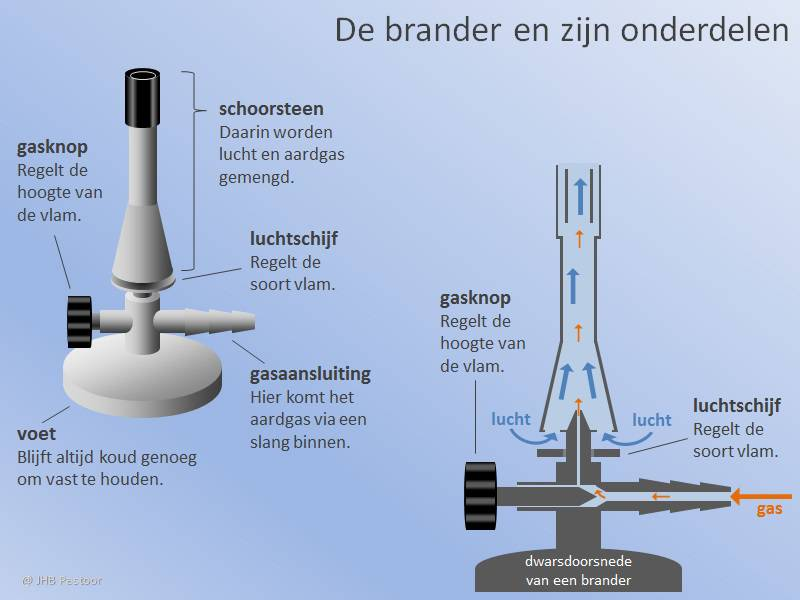 De brander en zijn onderdelen
schoorsteen
Daarin worden
lucht en aardgas
gemengd.
gasknop
Regelt de
hoogte van
de vlam.
luchtschijf
Regelt de
soort vlam.
gasaansluiting
Hier komt het
aardgas via een
slang binnen.
voet
Blijft altijd koud genoeg
om vast te houden.
gasknop
Regelt de
hoogte van
de vlam.
lucht
lucht
luchtschijf
Regelt de
soort vlam.
gas
dwarsdoorsnede
van een brander
@ JHB Pastoor